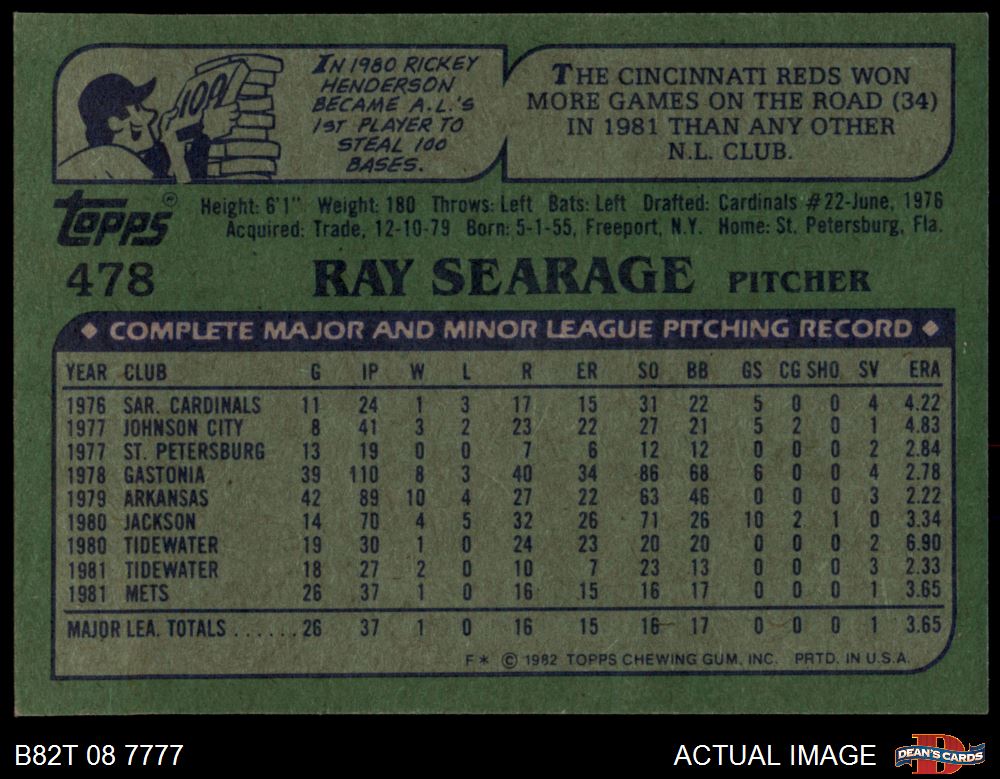 100
IN 1980 RICKEY
HENDERSON
BECAME A.L.'S
1ST PLAYER TO
STEAL 100
BASES.
THE CINCINNATI REDS WON
MORE GAMES ON THE ROAD (34)
IN 1981 THAN ANY OTHER
N.L. CLUB.
Topps®
Height: 6'1" Weight: 180 Throws: Left Bats: Left Drafted: Cardinals #22-June, 1976
Acquired: Trade, 12-10-79 Born: 5-1-55, Freeport, N.Y. Home: St. Petersburg, Fla.
478 RAY SEARAGE PITCHER
◆ COMPLETE MAJOR AND MINOR LEAGUE PITCHING RECORD ◆
YEAR CLUB G IP W L R ER SO BB GS CG SHO SV ERA
1976 SAR. CARDINALS 11 24 1 3 17 15 31 22 5 0 0 4 4.22
1977 JOHNSON CITY 8 41 3 2 23 22 27 21 5 2 0 1 4.83
1977 ST. PETERSBURG 13 19 0 0 7 6 12 12 0 0 0 2 2.84
1978 GASTONIA 39 110 8 3 40 34 86 68 6 0 0 4 2.78
1979 ARKANSAS 42 89 10 4 27 22 63 46 0 0 0 3 2.22
1980 JACKSON 14 70 4 5 32 26 71 26 10 2 1 0 3.34
1980 TIDEWATER 19 30 1 0 24 23 20 20 0 0 0 2 6.90
1981 TIDEWATER 18 27 2 0 10 7 23 13 0 0 0 3 2.33
1981 METS 26 37 1 0 16 15 16 17 0 0 0 1 3.65
MAJOR LEA. TOTALS ...... 26 37 1 0 16 15 16 17 0 0 0 1 3.65
F* © 1982 TOPPS CHEWING GUM, INC. PRTD. IN U.S.A.
B82T 08 7777 ACTUAL IMAGE D DEAN'S CARDS